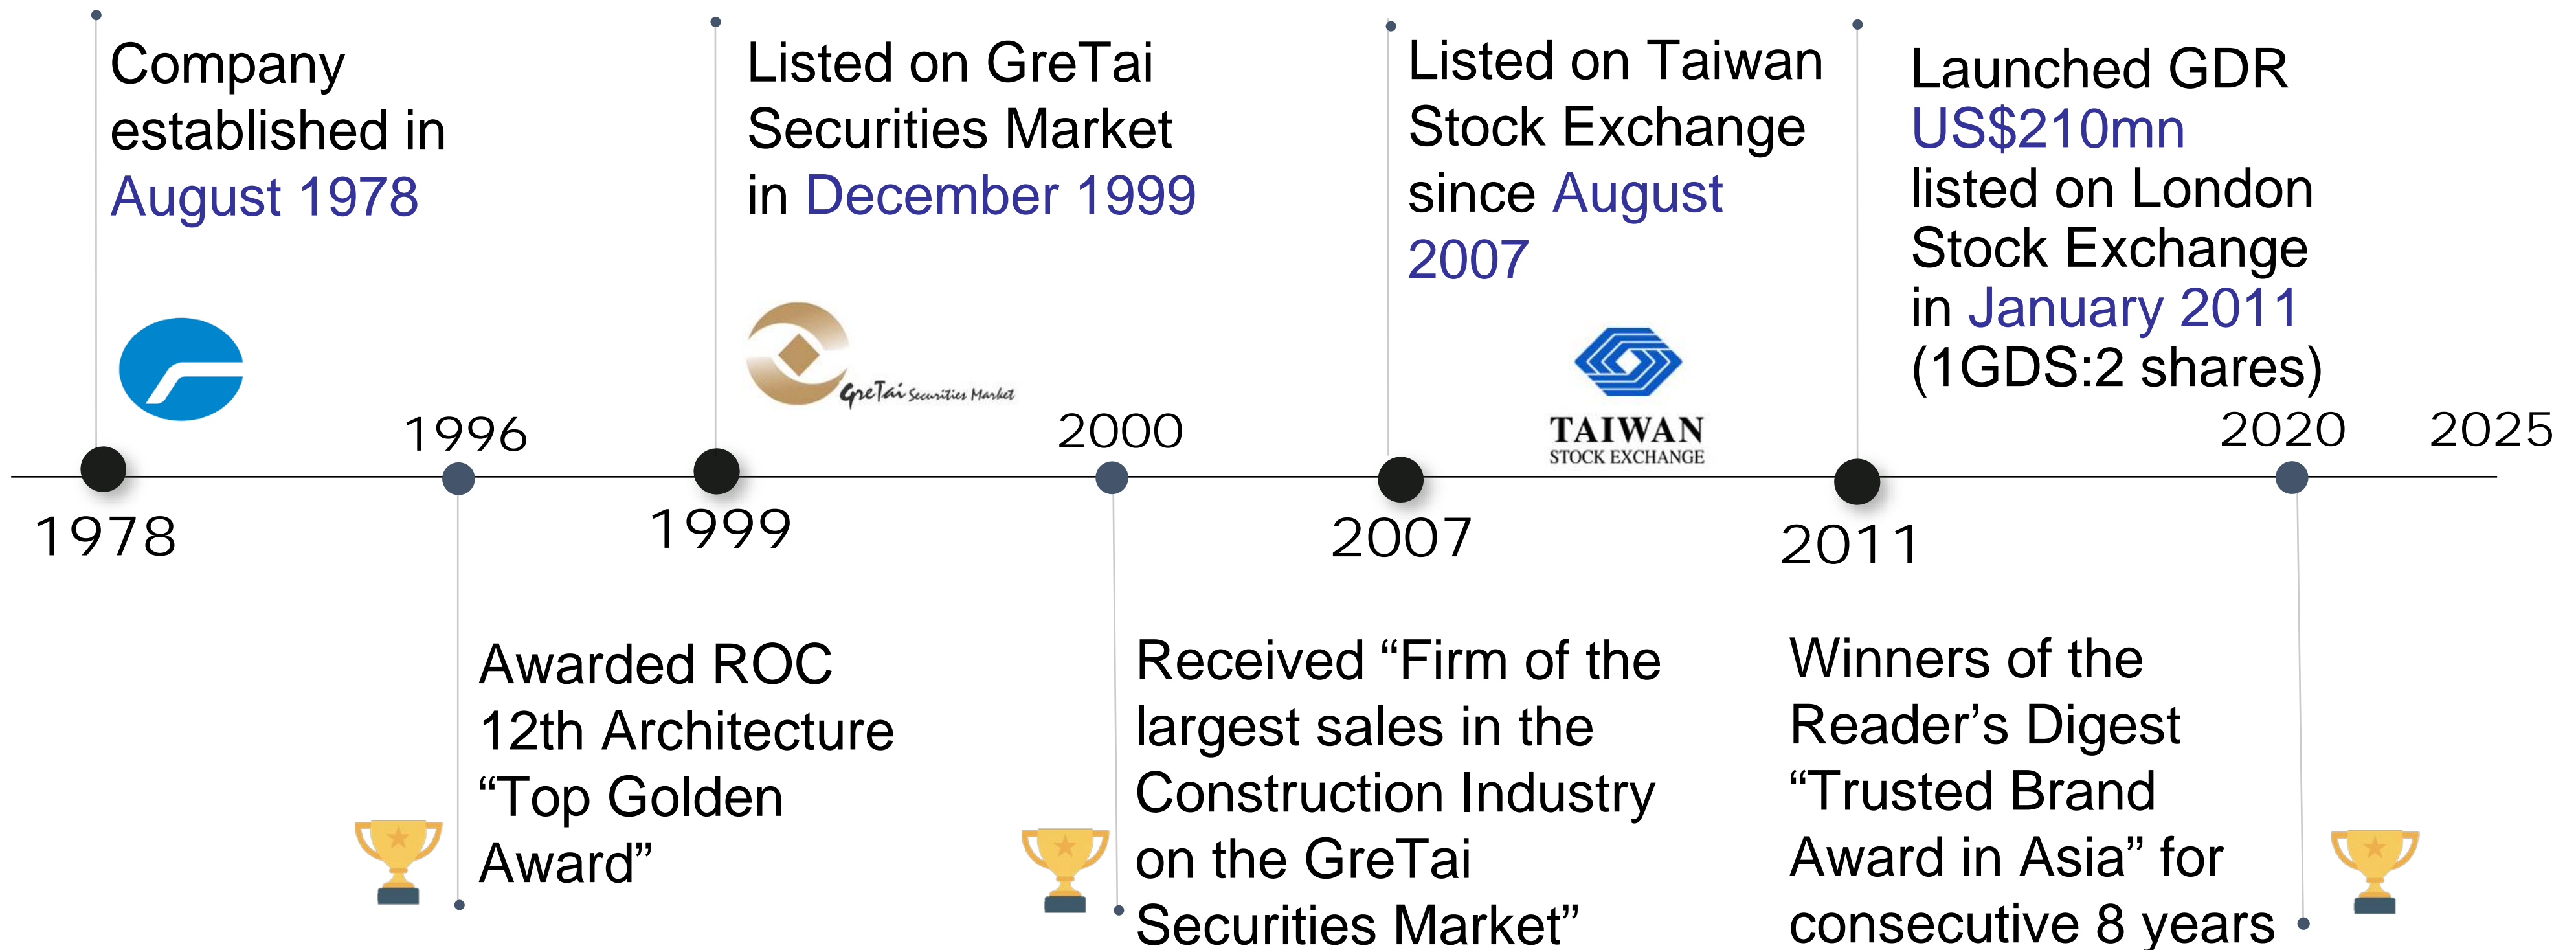 Company
established in
August 1978
Listed on GreTai
Securities Market
in December 1999
GreTai Securities Market
Listed on Taiwan
Stock Exchange
since August
2007
TAIWAN
STOCK EXCHANGE
Launched GDR
US$210mn
listed on London
Stock Exchange
in January 2011
(1GDS:2 shares)
1996
2000
2020
2025
1978
1999
2007
2011
Awarded ROC
12th Architecture
“Top Golden
Award”
Received “Firm of the
largest sales in the
Construction Industry
on the GreTai
Securities Market”
Winners of the
Reader’s Digest
“Trusted Brand
Award in Asia” for
consecutive 8 years